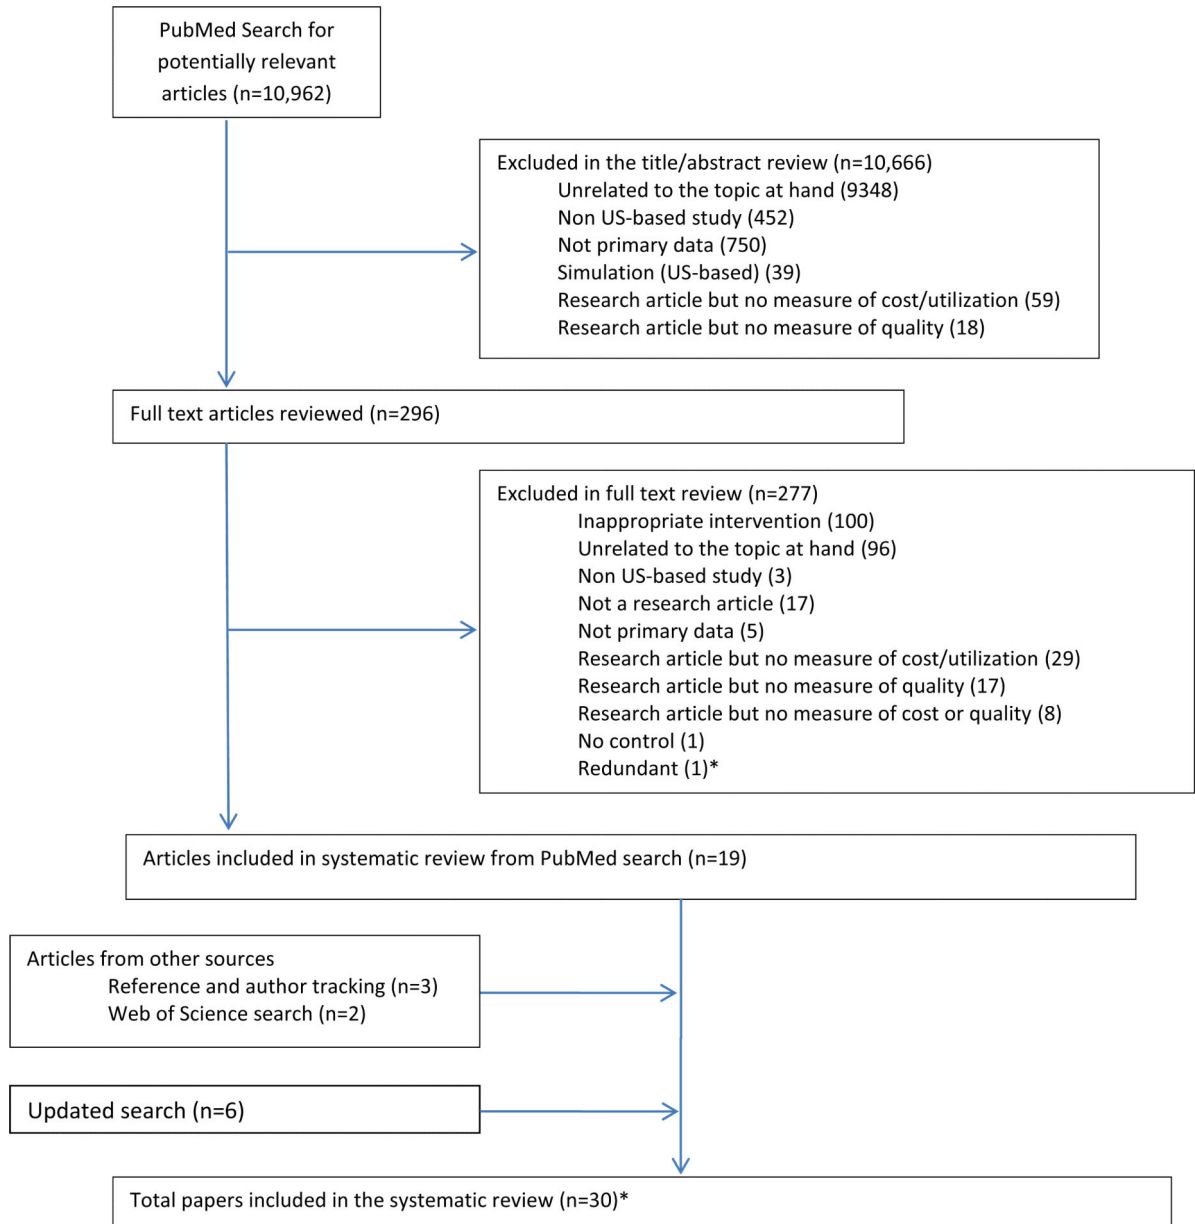 PubMed Search for
potentially relevant
articles (n=10,962)
Excluded in the title/abstract review (n=10,666)
Unrelated to the topic at hand (9348)
Non US-based study (452)
Not primary data (750)
Simulation (US-based) (39)
Research article but no measure of cost/utilization (59)
Research article but no measure of quality (18)
Full text articles reviewed (n=296)
Excluded in full text review (n=277)
Inappropriate intervention (100)
Unrelated to the topic at hand (96)
Non US-based study (3)
Not a research article (17)
Not primary data (5)
Research article but no measure of cost/utilization (29)
Research article but no measure of quality (17)
Research article but no measure of cost or quality (8)
No control (1)
Redundant (1)*
Articles included in systematic review from PubMed search (n=19)
Articles from other sources
Reference and author tracking (n=3)
Web of Science search (n=2)
Updated search (n=6)
Total papers included in the systematic review (n=30)*